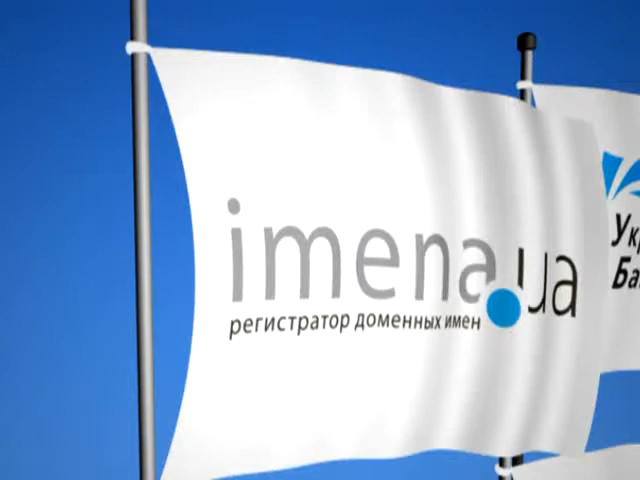 imena.ua
регистратор доменных имен